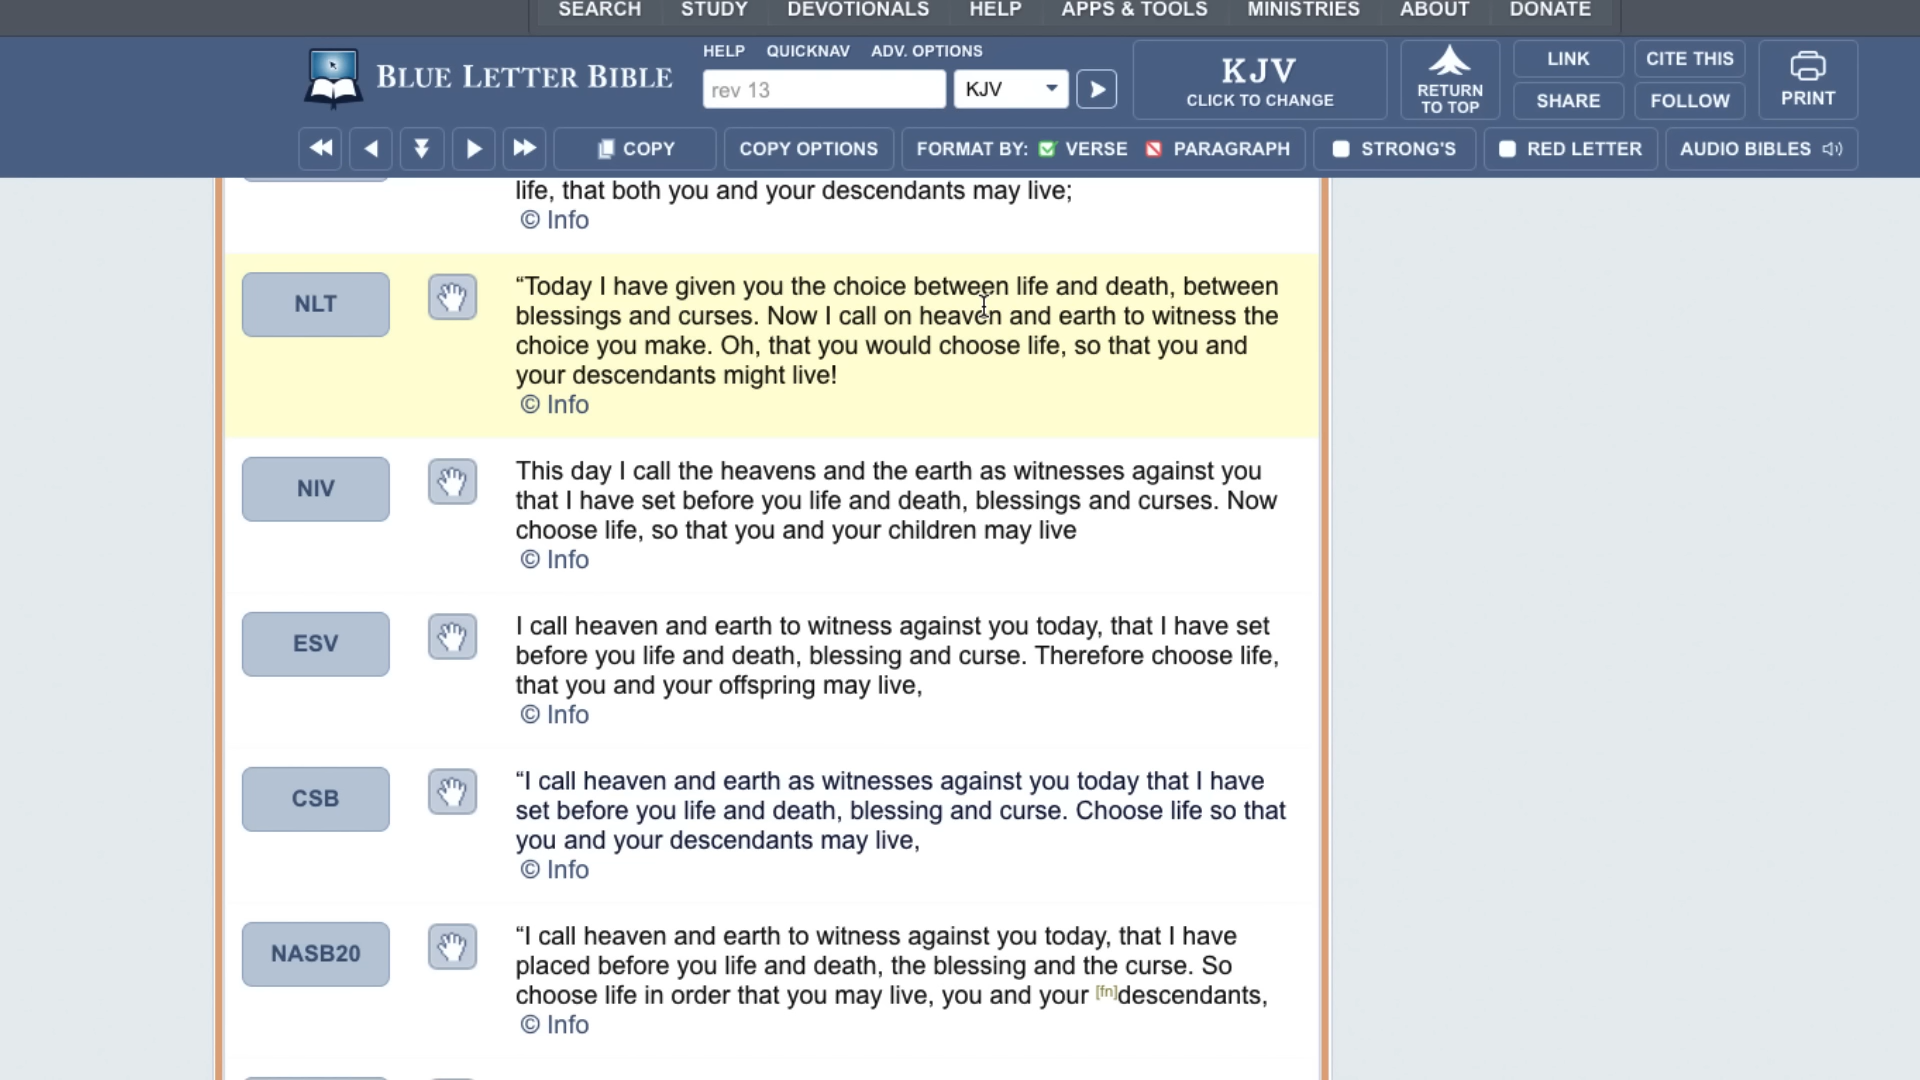 SEARCH STUDY DEVOTIONALS HELP APPS & TOOLS MINISTRIES ABOUT DONATE
BLUE LETTER BIBLE
HELP QUICKNAV ADV. OPTIONS
rev 13 KJV
KJV
CLICK TO CHANGE
RETURN
TO TOP
LINK CITE THIS
SHARE FOLLOW
PRINT
COPY COPY OPTIONS FORMAT BY: VERSE PARAGRAPH STRONG'S RED LETTER AUDIO BIBLES
life, that both you and your descendants may live;
© Info
NLT
“Today I have given you the choice between life and death, between
blessings and curses. Now I call on heaven and earth to witness the
choice you make. Oh, that you would choose life, so that you and
your descendants might live!
© Info
NIV
This day I call the heavens and the earth as witnesses against you
that I have set before you life and death, blessings and curses. Now
choose life, so that you and your children may live
© Info
ESV
I call heaven and earth to witness against you today, that I have set
before you life and death, blessing and curse. Therefore choose life,
that you and your offspring may live,
© Info
CSB
“I call heaven and earth as witnesses against you today that I have
set before you life and death, blessing and curse. Choose life so that
you and your descendants may live,
© Info
NASB20
“I call heaven and earth to witness against you today, that I have
placed before you life and death, the blessing and the curse. So
choose life in order that you may live, you and your [fn]descendants,
© Info